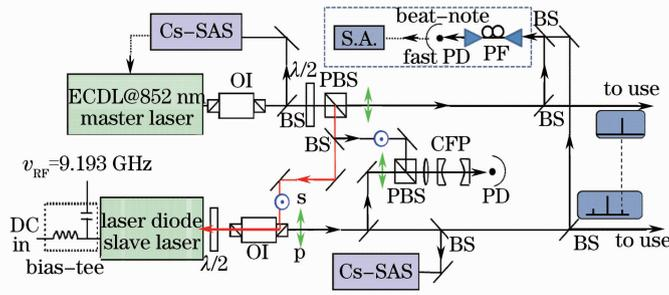 Cs-SAS
beat-note
BS
S.A.
fast PD
PF
ECDL@852 nm
master laser
OI
λ/2
PBS
BS
to use
BS
BS
CFP
νRF=9.193 GHz
PBS
PD
DC
in
laser diode
slave laser
s
OI
p
λ/2
bias-tee
BS
BS
to use
Cs-SAS